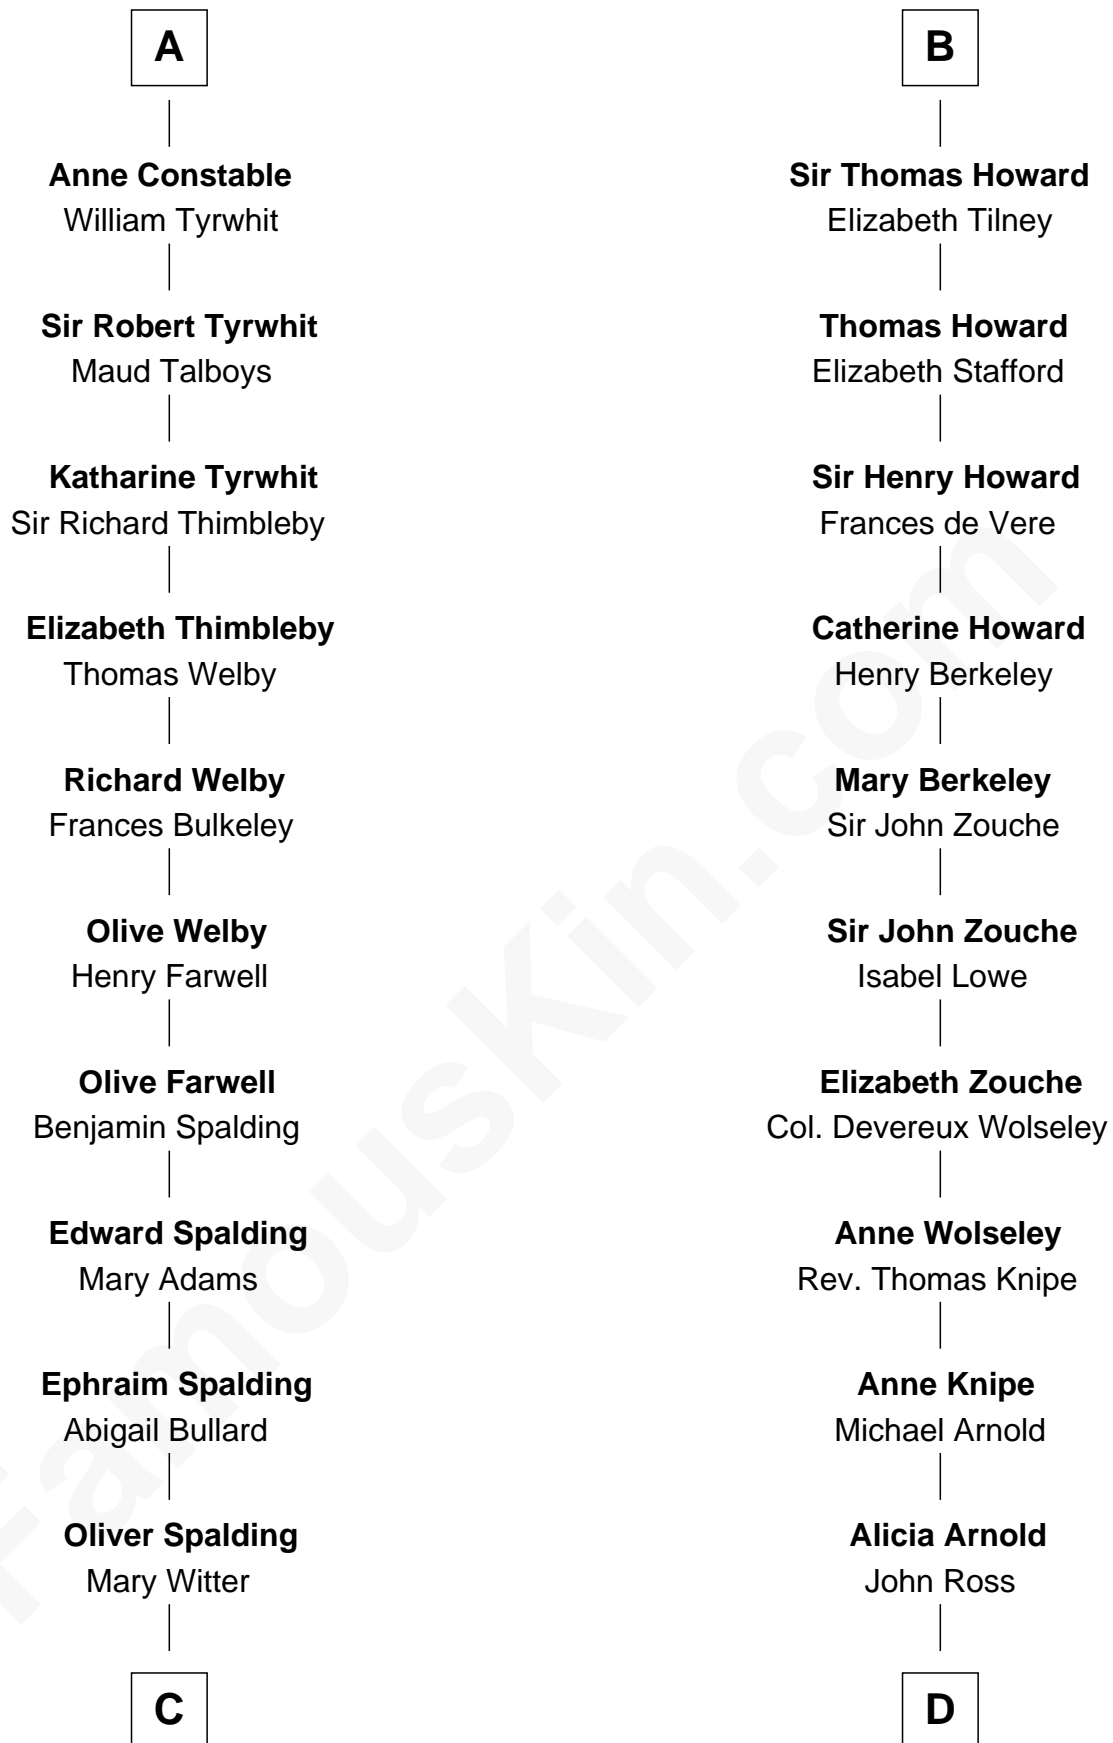 A
Anne Constable
William Tyrwhit
Sir Robert Tyrwhit
Maud Talboys
Katharine Tyrwhit
Sir Richard Thimbleby
Elizabeth Thimbleby
Thomas Welby
Richard Welby
Frances Bulkeley
Olive Welby
Henry Farwell
Olive Farwell
Benjamin Spalding
Edward Spalding
Mary Adams
Ephraim Spalding
Abigail Bullard
Oliver Spalding
Mary Witter
C
B
Sir Thomas Howard
Elizabeth Tilney
Thomas Howard
Elizabeth Stafford
Sir Henry Howard
Frances de Vere
Catherine Howard
Henry Berkeley
Mary Berkeley
Sir John Zouche
Sir John Zouche
Isabel Lowe
Elizabeth Zouche
Col. Devereux Wolseley
Anne Wolseley
Rev. Thomas Knipe
Anne Knipe
Michael Arnold
Alicia Arnold
John Ross
D
FamousKin.com